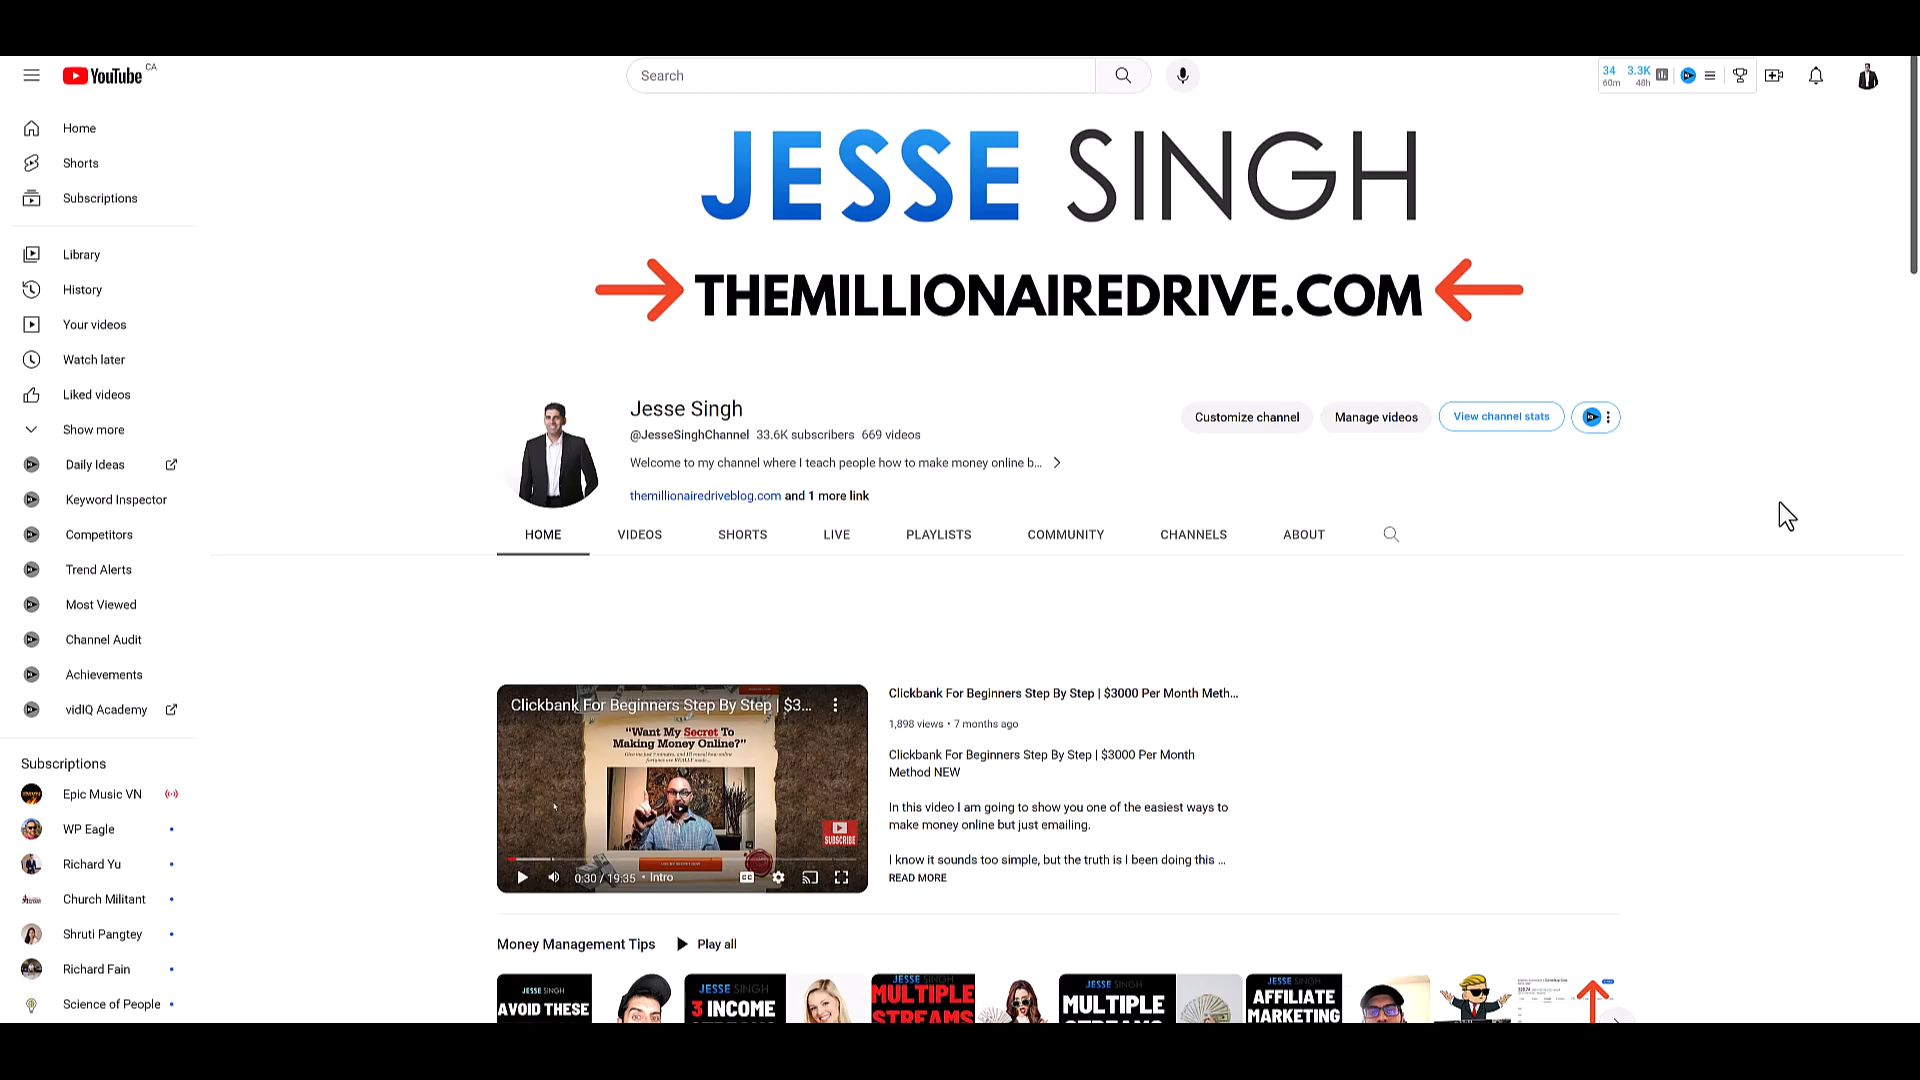 YouTube CA
Search
34 3.3K
60m 48h
Home
Shorts
Subscriptions
Library
History
Your videos
Watch later
Liked videos
Show more
Daily Ideas
Keyword Inspector
Competitors
Trend Alerts
Most Viewed
Channel Audit
Achievements
vidIQ Academy
Subscriptions
Epic Music VN
WP Eagle
Richard Yu
Church Militant
Shruti Pangtey
Richard Fain
Science of People
JESSE SINGH
THEMILLIONAIREDRIVE.COM
Jesse Singh
@JesseSinghChannel 33.6K subscribers 669 videos
Welcome to my channel where I teach people how to make money online b...
themillionairedriveblog.com and 1 more link
Customize channel
Manage videos
View channel stats
HOME VIDEOS SHORTS LIVE PLAYLISTS COMMUNITY CHANNELS ABOUT
Clickbank For Beginners Step By Step | $3...
"Want My Secret To
Making Money Online?"
SUBSCRIBE
0:30 / 19:35 • Intro
Clickbank For Beginners Step By Step | $3000 Per Month Meth...
1,898 views • 7 months ago
Clickbank For Beginners Step By Step | $3000 Per Month
Method NEW
In this video I am going to show you one of the easiest ways to
make money online but just emailing.
I know it sounds too simple, but the truth is I been doing this ...
READ MORE
Money Management Tips Play all
JESSE SINGH
AVOID THESE
JESSE SINGH
3 INCOME
JESSE SINGH
MULTIPLE
STREAMS
JESSE SINGH
MULTIPLE
STREAMS
JESSE SINGH
AFFILIATE
MARKETING